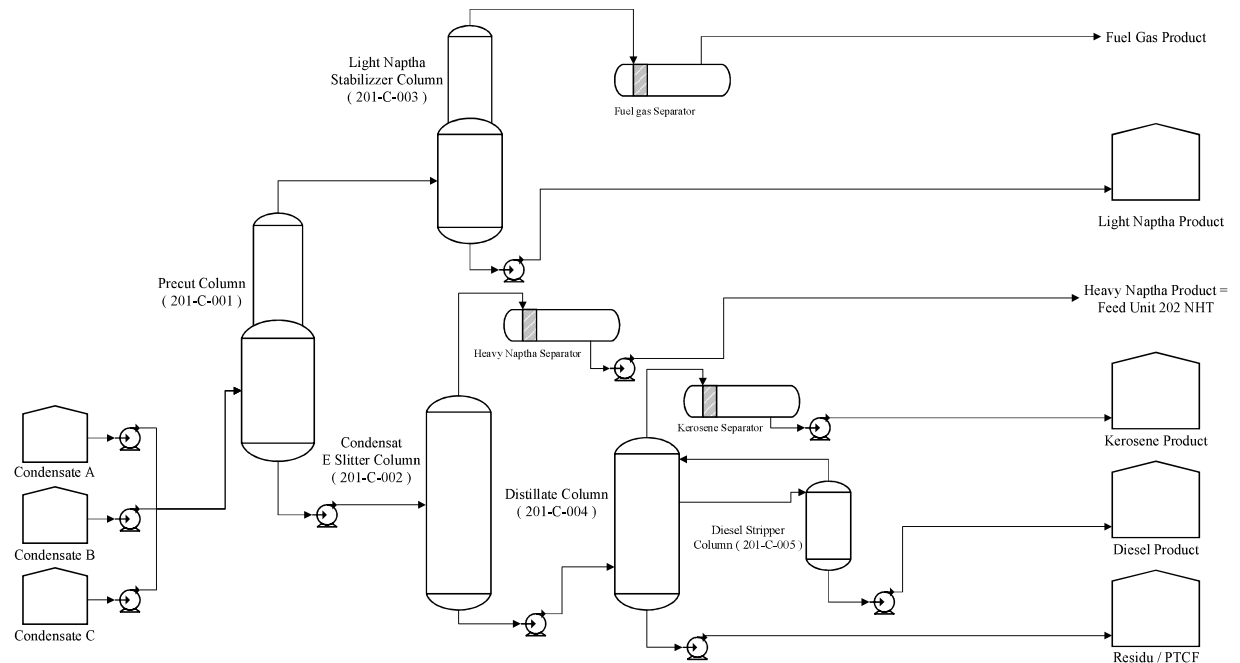 Light Naptha
Stabilizzer Column
( 201-C-003 )
Fuel gas Separator
Fuel Gas Product
Light Naptha Product
Precut Column
( 201-C-001 )
Heavy Naptha Separator
Heavy Naptha Product =
Feed Unit 202 NHT
Kerosene Separator
Kerosene Product
Condensate A
Condensate B
Condensate C
Condensat
E Slitter Column
( 201-C-002 )
Distillate Column
( 201-C-004 )
Diesel Stripper
Column ( 201-C-005 )
Diesel Product
Residu / PTCF